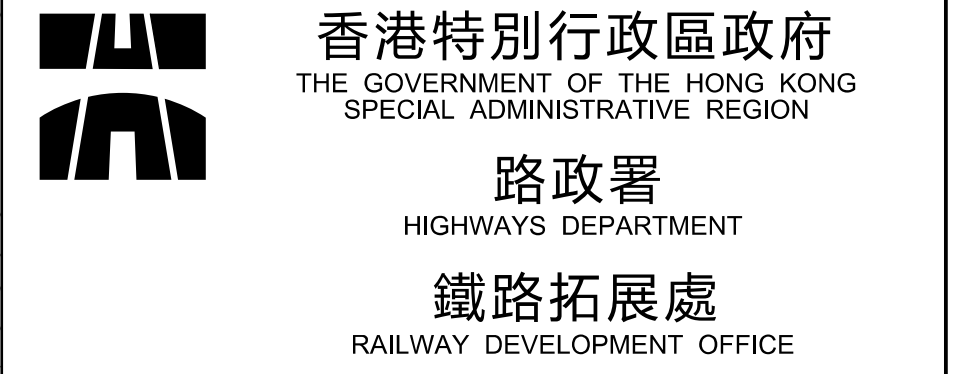 香港特別行政區政府
THE GOVERNMENT OF THE HONG KONG
SPECIAL ADMINISTRATIVE REGION
路政署
HIGHWAYS DEPARTMENT
鐵路拓展處
RAILWAY DEVELOPMENT OFFICE